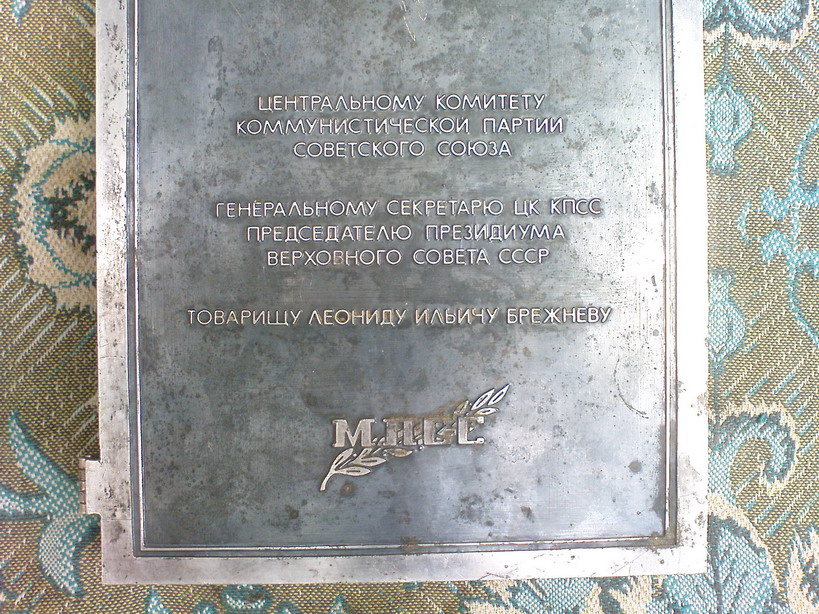 ЦЕНТРАЛЬНОМУ КОМИТЕТУ
КОММУНИСТИЧЕСКОЙ ПАРТИИ
СОВЕТСКОГО СОЮЗА
ГЕНЕРАЛЬНОМУ СЕКРЕТАРЮ ЦК КПСС
ПРЕДСЕДАТЕЛЮ ПРЕЗИДИУМА
ВЕРХОВНОГО СОВЕТА СССР
ТОВАРИЩУ ЛЕОНИДУ ИЛЬИЧУ БРЕЖНЕВУ